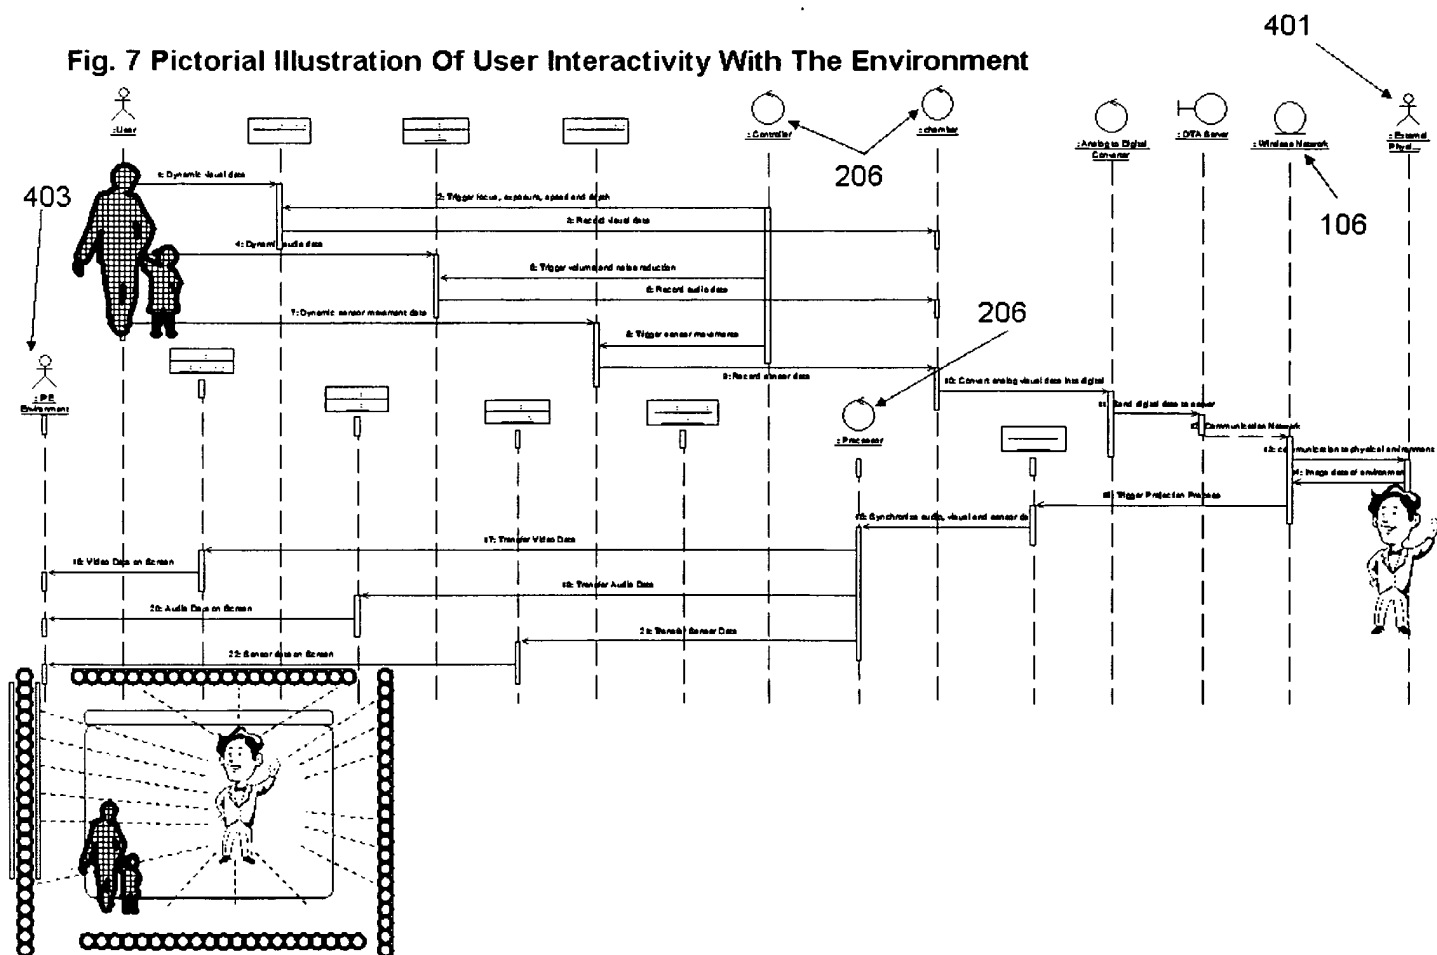 401
Fig. 7 Pictorial Illustration Of User Interactivity With The Environment
: User
: Controller
: chamber
: Analog to Digital
Converter
: DTA Server
: Wireless Network
: External
Physi...
206
106
403
1: Dynamic visual data
2: Trigger focus, exposure, speed and depth
3: Record visual data
4: Dynamic audio data
5: Trigger volume and noise reduction
6: Record audio data
7: Dynamic sensor movement data
8: Trigger sensor movements
9: Record sensor data
206
: IPE
Environment
: Processor
10: Convert analog visual data into digital
11: Send digital data to server
12: Communication Network
13: communication to physical environment
14: Image data of environment
15: Trigger Projection Process
16: Synchronize audio, visual and sensor da
17: Transfer Video Data
18: Video Data on Screen
19: Transfer Audio Data
20: Audio Data on Screen
21: Transfer Sensor Data
22: Sensor data on Screen